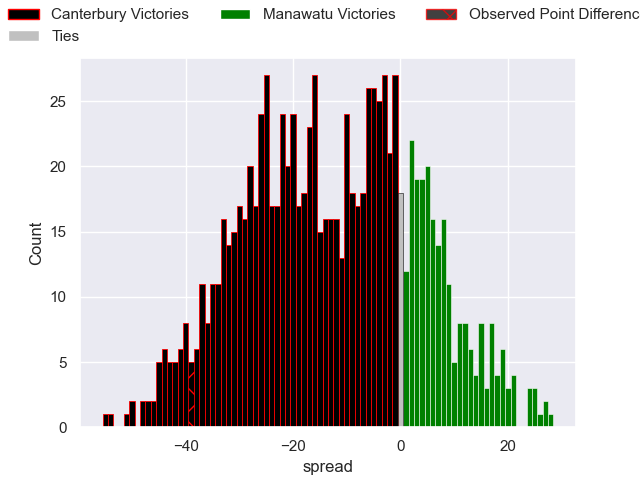 Canterbury Victories
Manawatu Victories
Observed Point Differenc
Ties
25
20
15
10
5
0
Count
−40
−20
0
20
spread